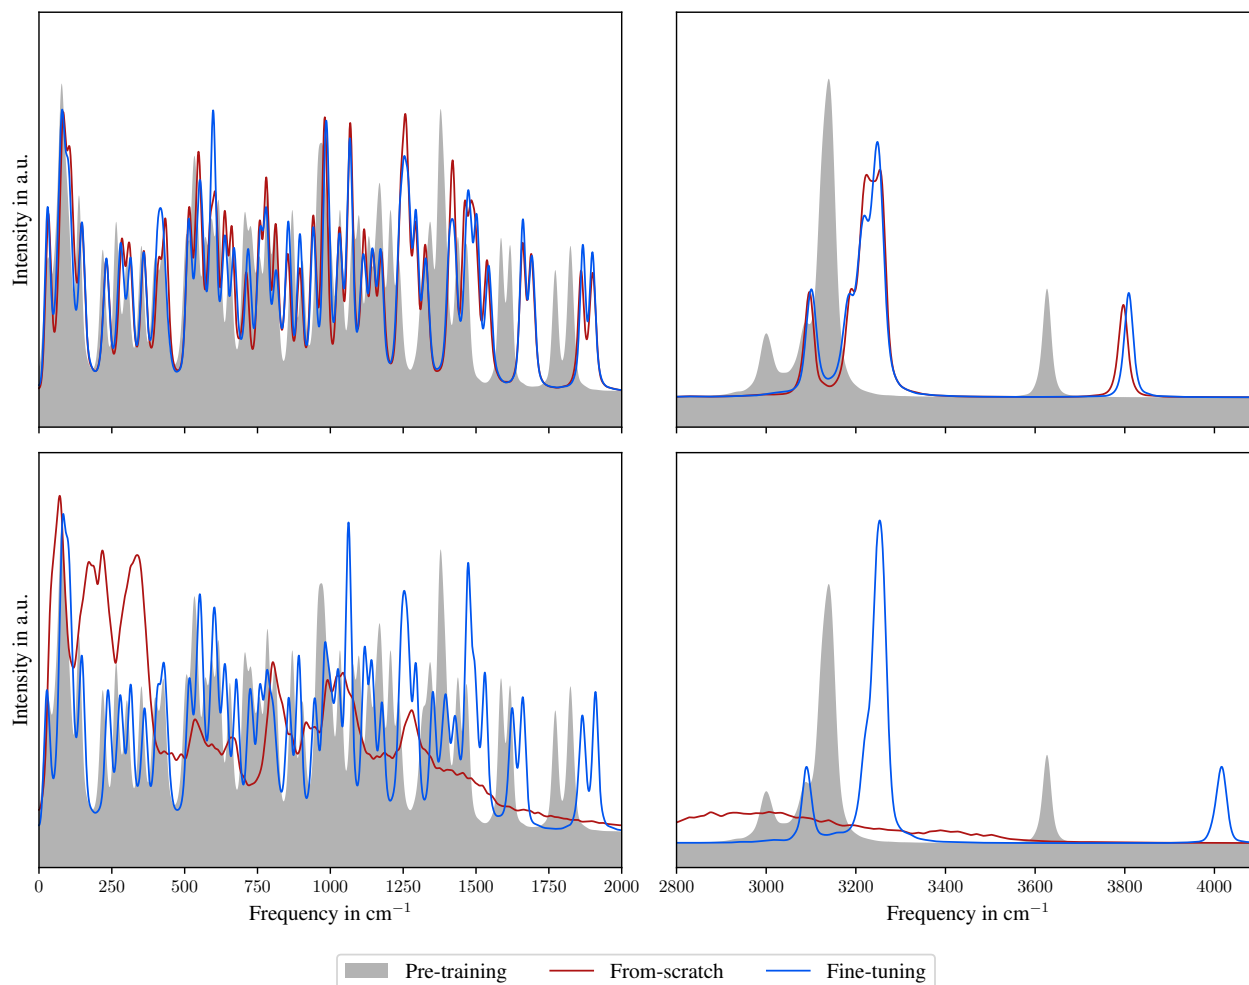 Intensity in a.u.
Intensity in a.u.
0 250 500 750 1000 1250 1500 1750 2000
2800 3000 3200 3400 3600 3800 4000
Frequency in cm⁻¹
Frequency in cm⁻¹
Pre-training From-scratch Fine-tuning